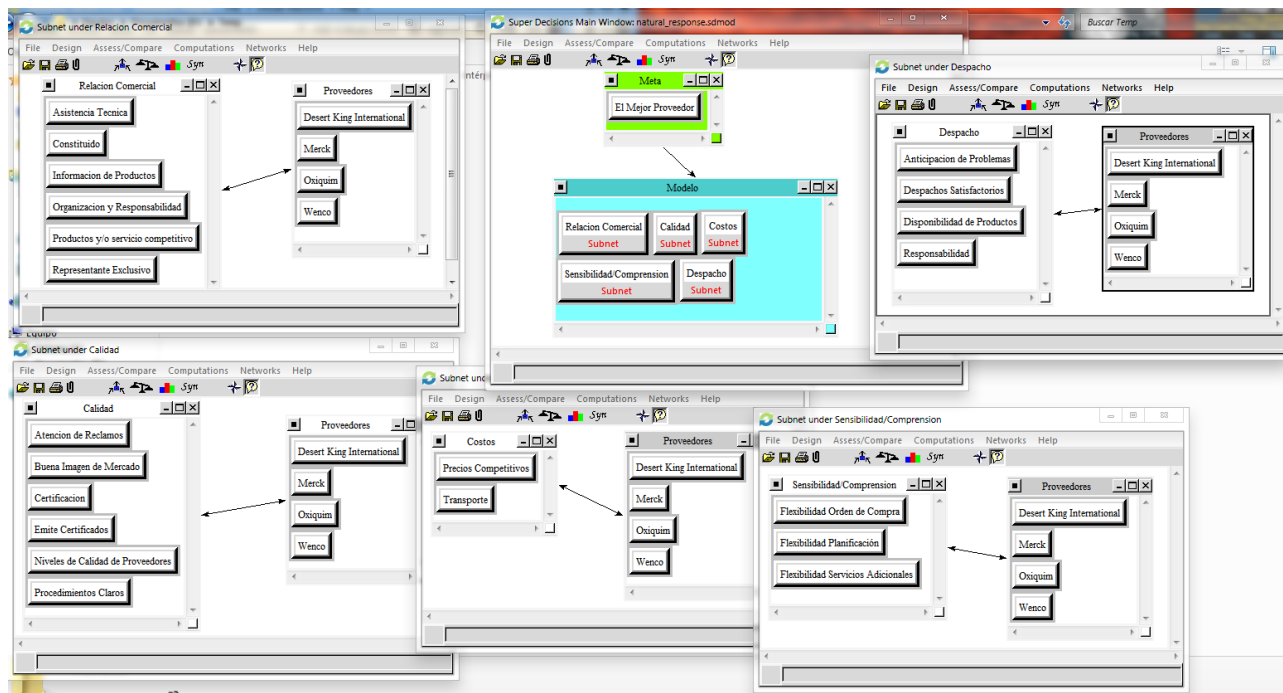 Subnet under Relacion Comercial
File Design Assess/Compare Computations Networks Help
Syn
Relacion Comercial
Asistencia Tecnica
Constituido
Informacion de Productos
Organizacion y Responsabilidad
Productos y/o servicio competitivo
Representante Exclusivo
Proveedores
Desert King International
Merck
Oxiquim
Wenco
Super Decisions Main Window: natural_response.sdmod
File Design Assess/Compare Computations Networks Help
Syn
Meta
El Mejor Proveedor
Modelo
Relacion Comercial
Subnet
Calidad
Subnet
Costos
Subnet
Sensibilidad/Comprension
Subnet
Despacho
Subnet
Buscar Temp
Subnet under Despacho
File Design Assess/Compare Computations Networks Help
Syn
Despacho
Anticipacion de Problemas
Despachos Satisfactorios
Disponibilidad de Productos
Responsabilidad
Proveedores
Desert King International
Merck
Oxiquim
Wenco
Equipo
Subnet under Calidad
File Design Assess/Compare Computations Networks Help
Syn
Calidad
Atencion de Reclamos
Buena Imagen de Mercado
Certificacion
Emite Certificados
Niveles de Calidad de Proveedores
Procedimientos Claros
Proveedores
Desert King International
Merck
Oxiquim
Wenco
Subnet
File Design Assess/Compare Computations Networks Help
Syn
Costos
Precios Competitivos
Transporte
Proveedores
Desert King International
Merck
Oxiquim
Wenco
Subnet under Sensibilidad/Comprension
File Design Assess/Compare Computations Networks Help
Syn
Sensibilidad/Comprension
Flexibilidad Orden de Compra
Flexibilidad Planificación
Flexibilidad Servicios Adicionales
Proveedores
Desert King International
Merck
Oxiquim
Wenco